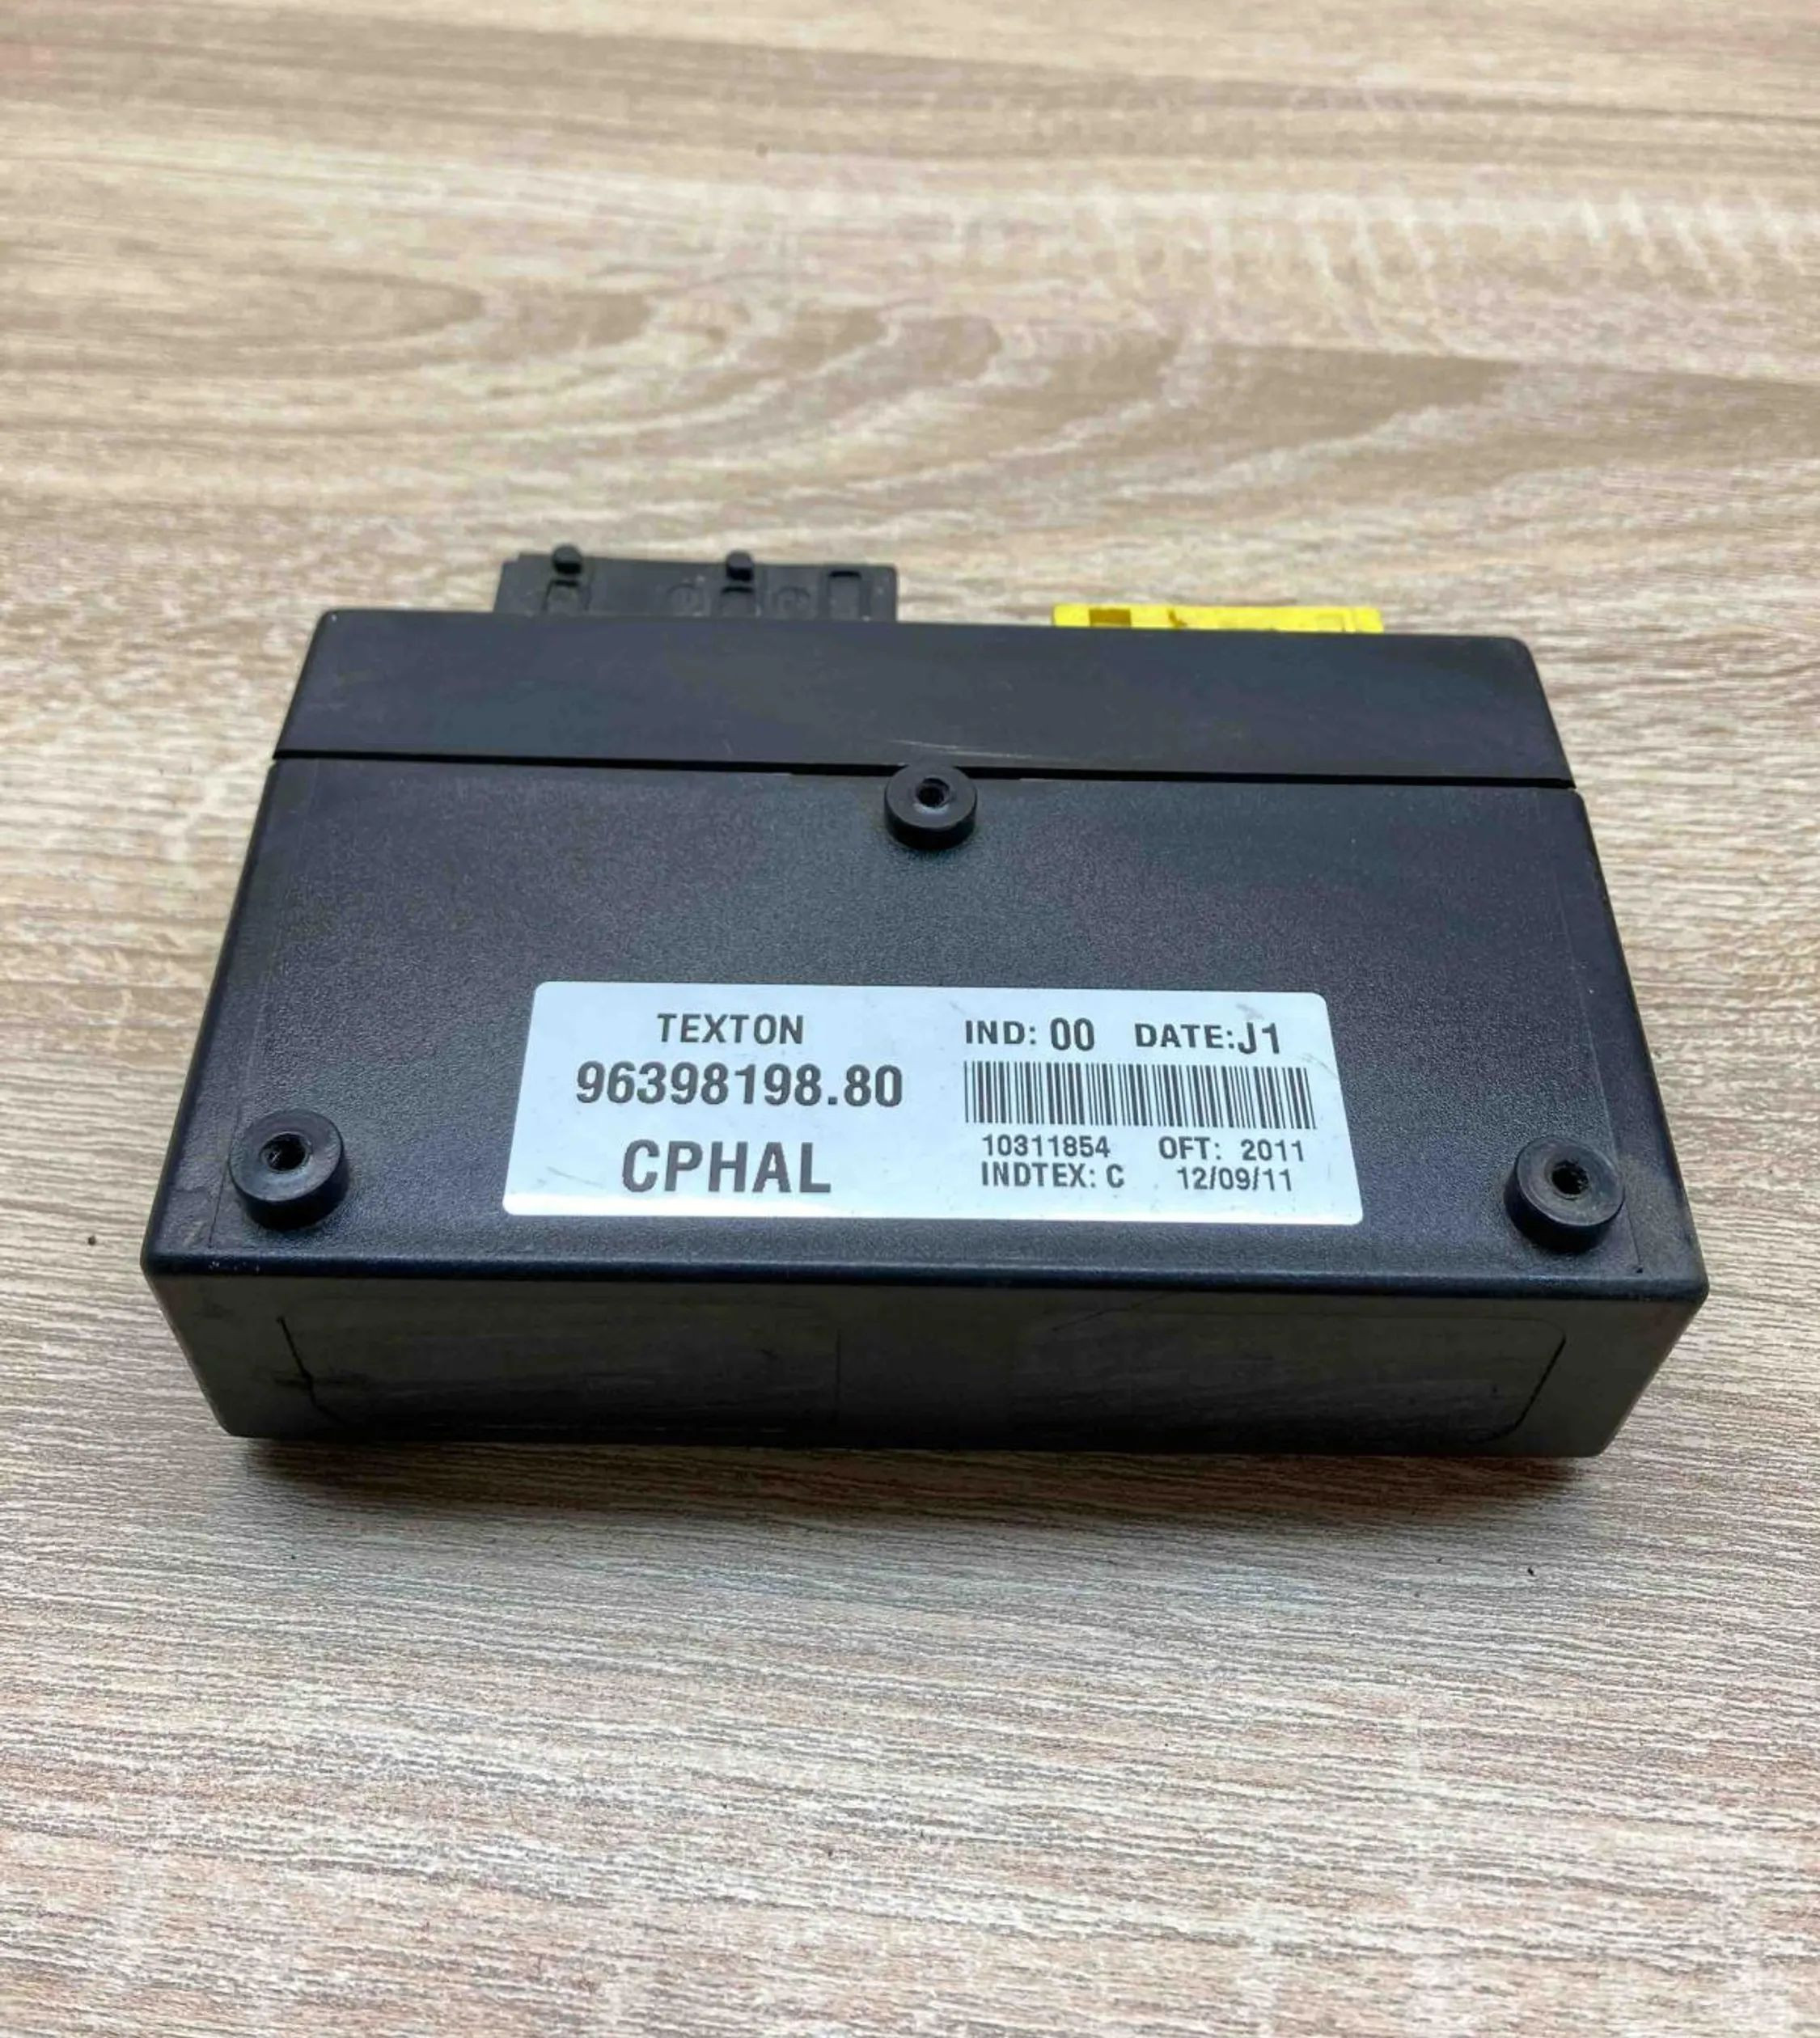 TEXTON
96398198.80
CPHAL
IND: 00 DATE:J1
10311854 OFT: 2011
INDTEX: C 12/09/11